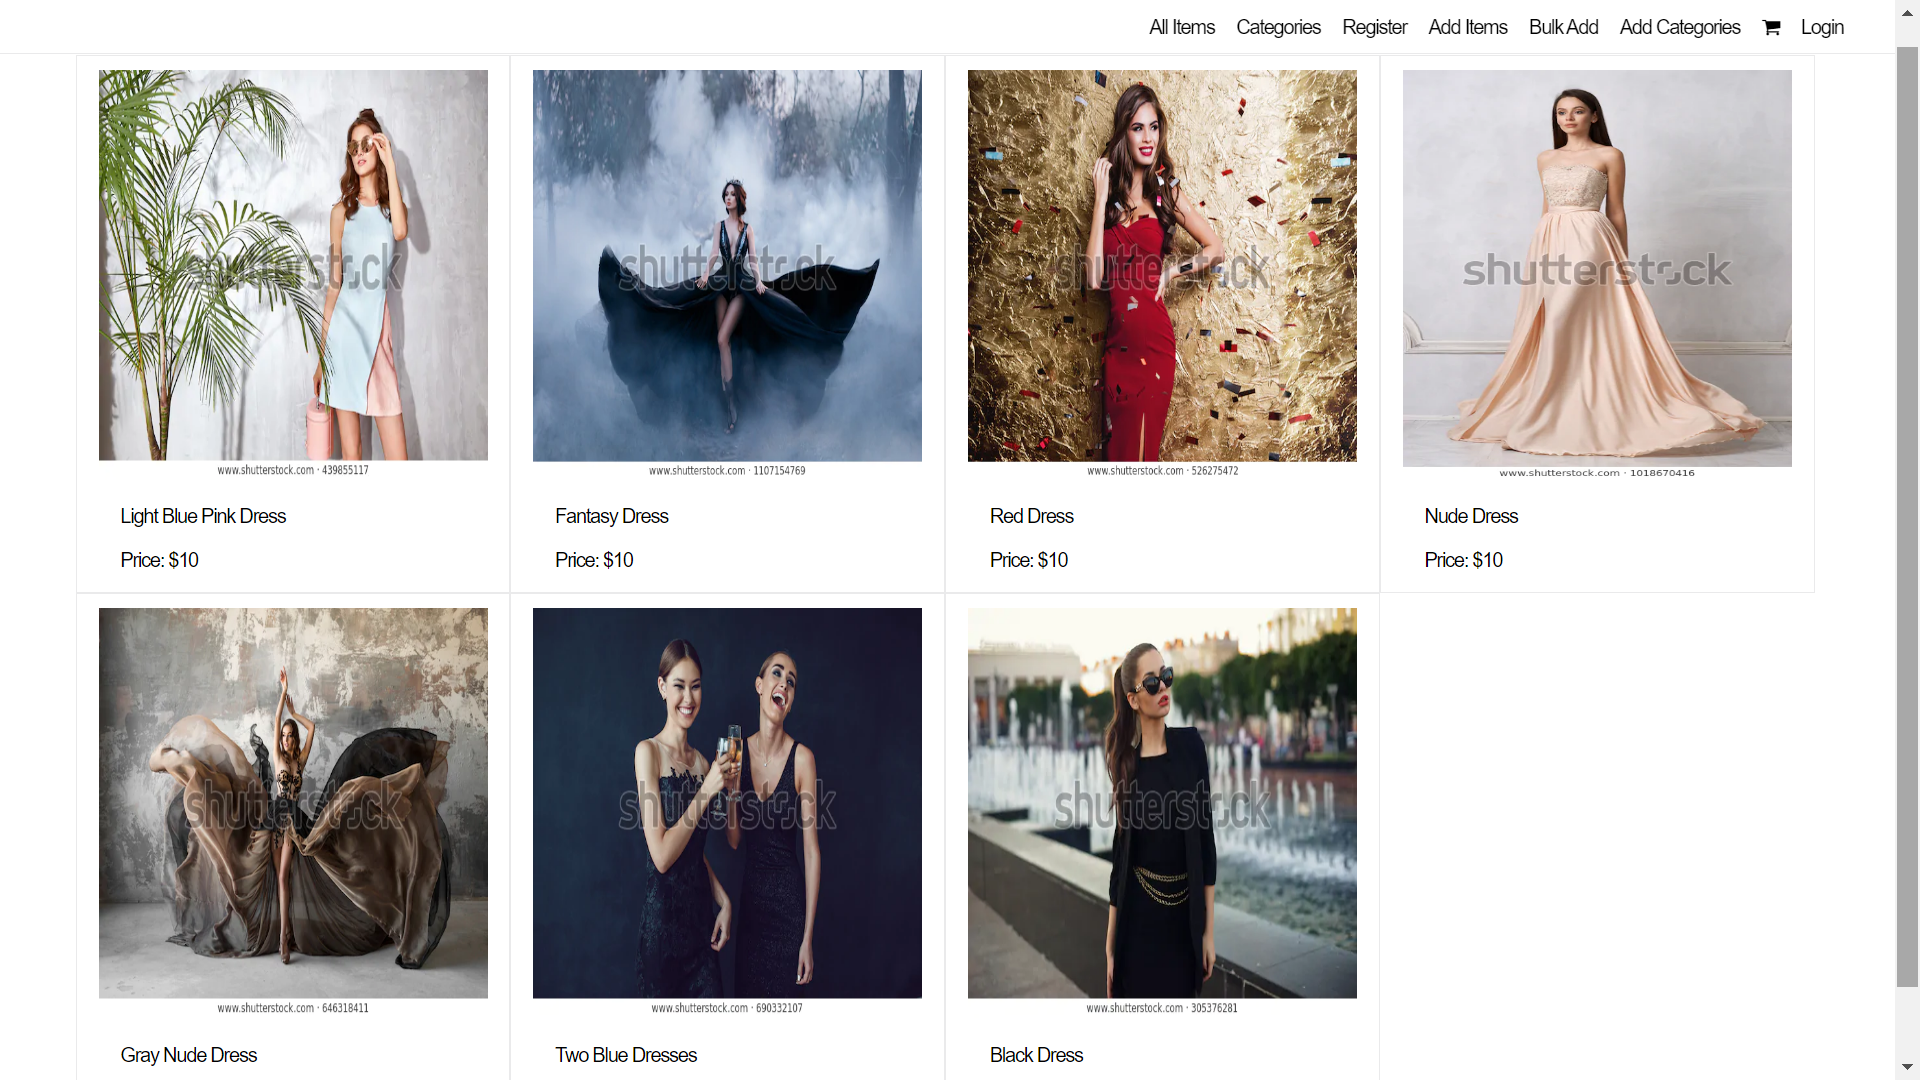 All Items Categories Register Add Items Bulk Add Add Categories Login
shutterstock shutterstock shutterstock shutterstock
www.shutterstock.com · 439855117
www.shutterstock.com · 1107154769
www.shutterstock.com · 526275472
www.shutterstock.com · 1018670416
Light Blue Pink Dress
Price: $10
Fantasy Dress
Price: $10
Red Dress
Price: $10
Nude Dress
Price: $10
shutterstock shutterstock shutterstock
www.shutterstock.com · 646318411
www.shutterstock.com · 690332107
www.shutterstock.com · 305376281
Gray Nude Dress
Two Blue Dresses
Black Dress